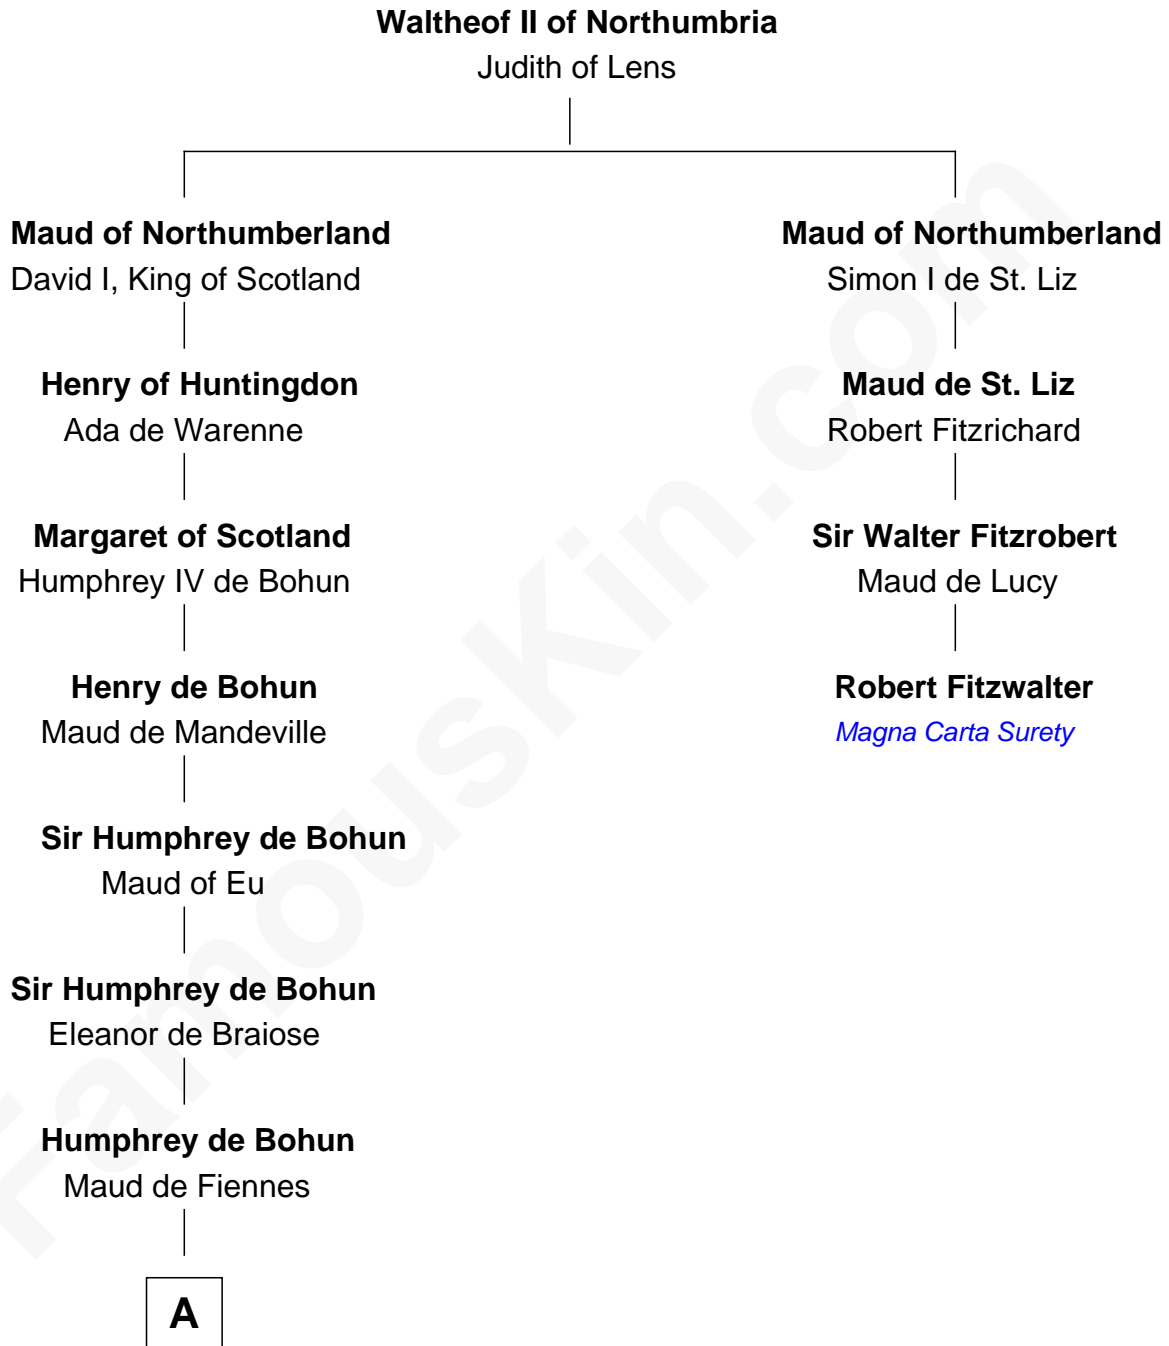 Waltheof II of Northumbria
Judith of Lens
Maud of Northumberland
David I, King of Scotland
Henry of Huntingdon
Ada de Warenne
Margaret of Scotland
Humphrey IV de Bohun
Henry de Bohun
Maud de Mandeville
Sir Humphrey de Bohun
Maud of Eu
Sir Humphrey de Bohun
Eleanor de Braiose
Humphrey de Bohun
Maud de Fiennes
A
Maud of Northumberland
Simon I de St. Liz
Maud de St. Liz
Robert Fitzrichard
Sir Walter Fitzrobert
Maud de Lucy
Robert Fitzwalter
Magna Carta Surety
FamousKin.com